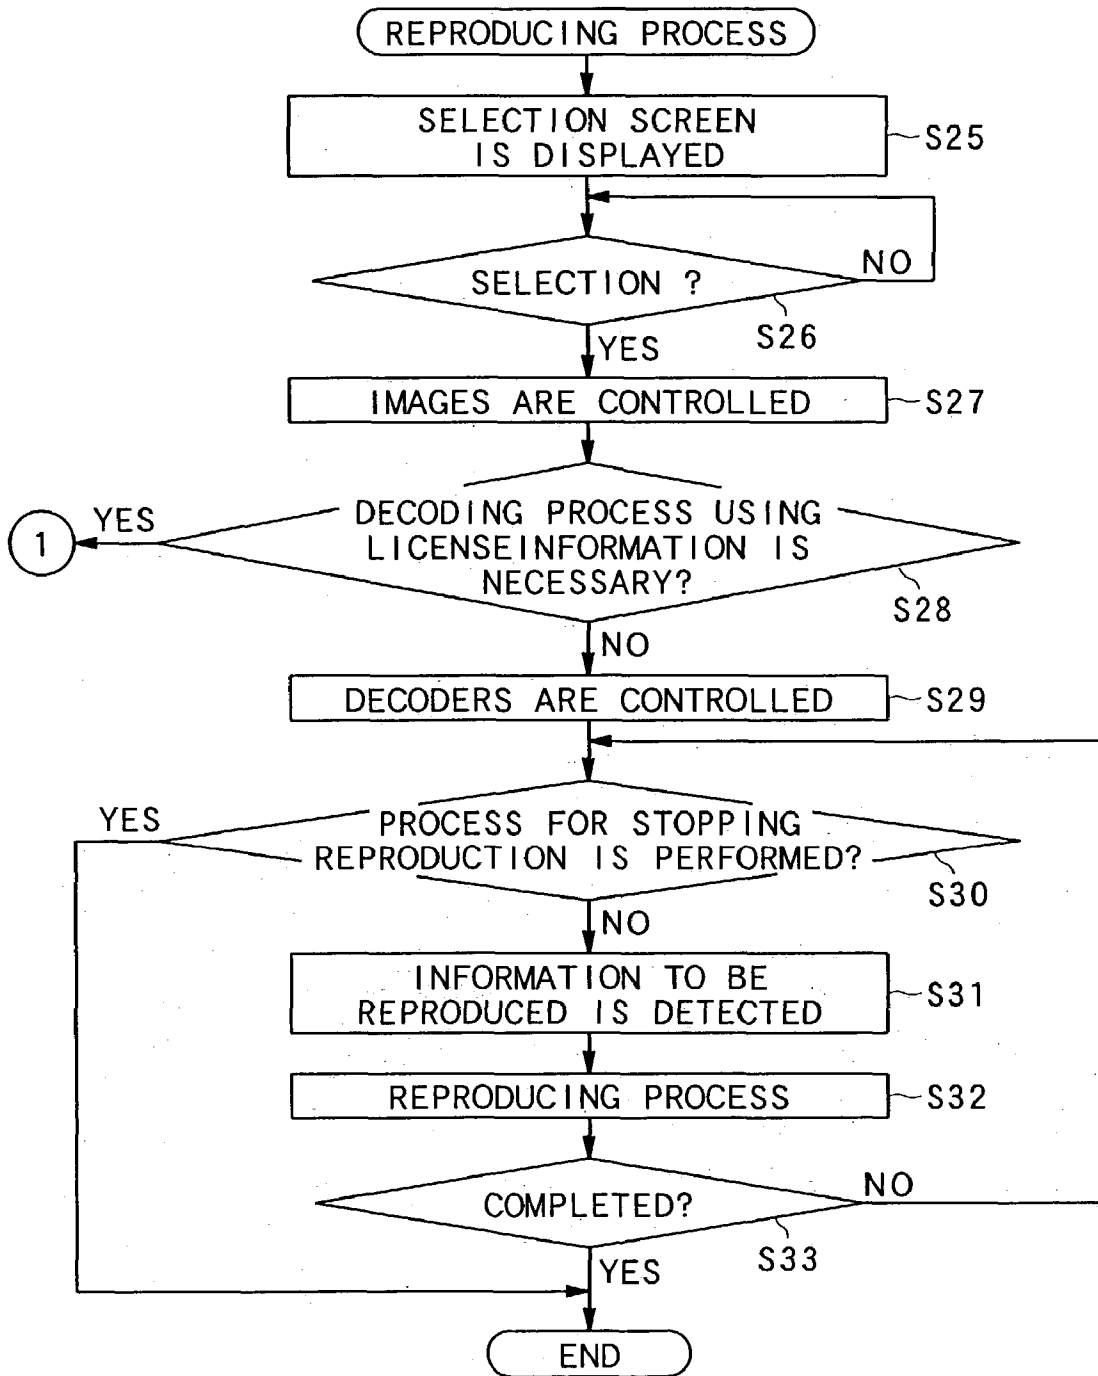 REPRODUCING PROCESS
SELECTION SCREEN
IS DISPLAYED
S25
SELECTION ?
NO
S26
YES
IMAGES ARE CONTROLLED
S27
DECODING PROCESS USING
LICENSEINFORMATION IS
NECESSARY?
YES
1
S28
NO
DECODERS ARE CONTROLLED
S29
YES
PROCESS FOR STOPPING
REPRODUCTION IS PERFORMED?
S30
NO
INFORMATION TO BE
REPRODUCED IS DETECTED
S31
REPRODUCING PROCESS
S32
COMPLETED?
NO
S33
YES
END